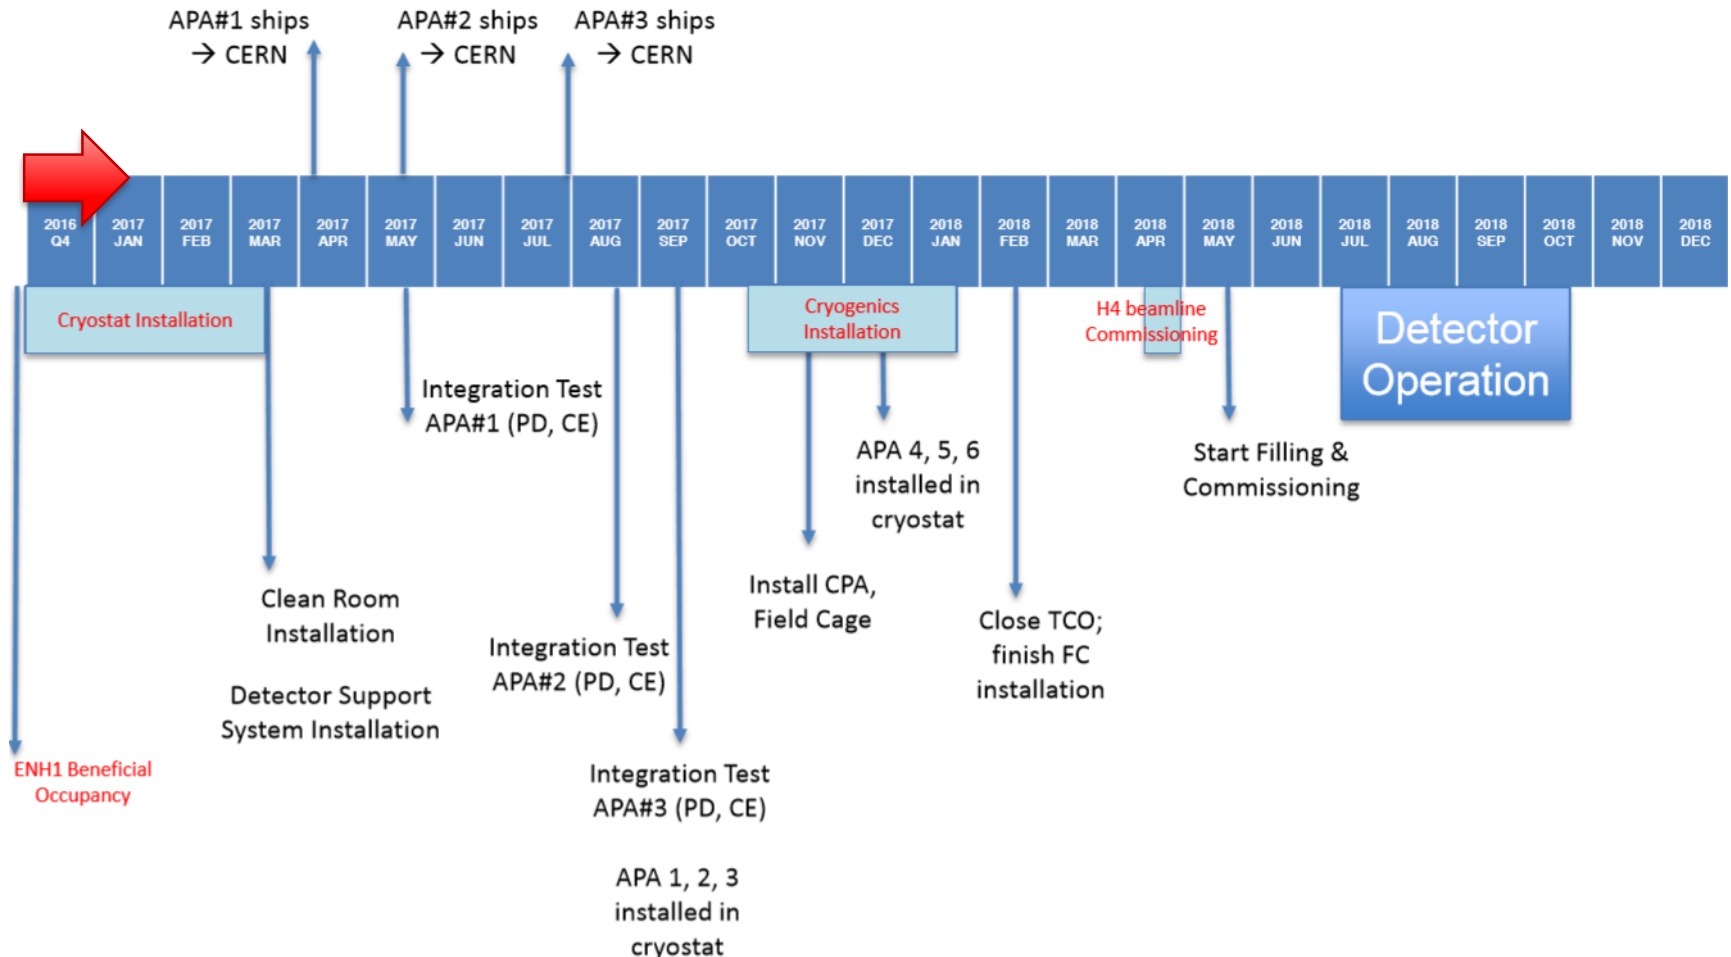 APA#1 ships
→ CERN
APA#2 ships
→ CERN
APA#3 ships
→ CERN
2016
Q4
2017
JAN
2017
FEB
2017
MAR
2017
APR
2017
MAY
2017
JUN
2017
JUL
2017
AUG
2017
SEP
2017
OCT
2017
NOV
2017
DEC
2018
JAN
2018
FEB
2018
MAR
2018
APR
2018
MAY
2018
JUN
2018
JUL
2018
AUG
2018
SEP
2018
OCT
2018
NOV
2018
DEC
Cryostat Installation
Cryogenics
Installation
H4 beamline
Commissioning
Detector
Operation
Integration Test
APA#1 (PD, CE)
APA 4, 5, 6
installed in
cryostat
Start Filling &
Commissioning
Clean Room
Installation
Detector Support
System Installation
Integration Test
APA#2 (PD, CE)
Install CPA,
Field Cage
Close TCO;
finish FC
installation
ENH1 Beneficial
Occupancy
Integration Test
APA#3 (PD, CE)
APA 1, 2, 3
installed in
cryostat